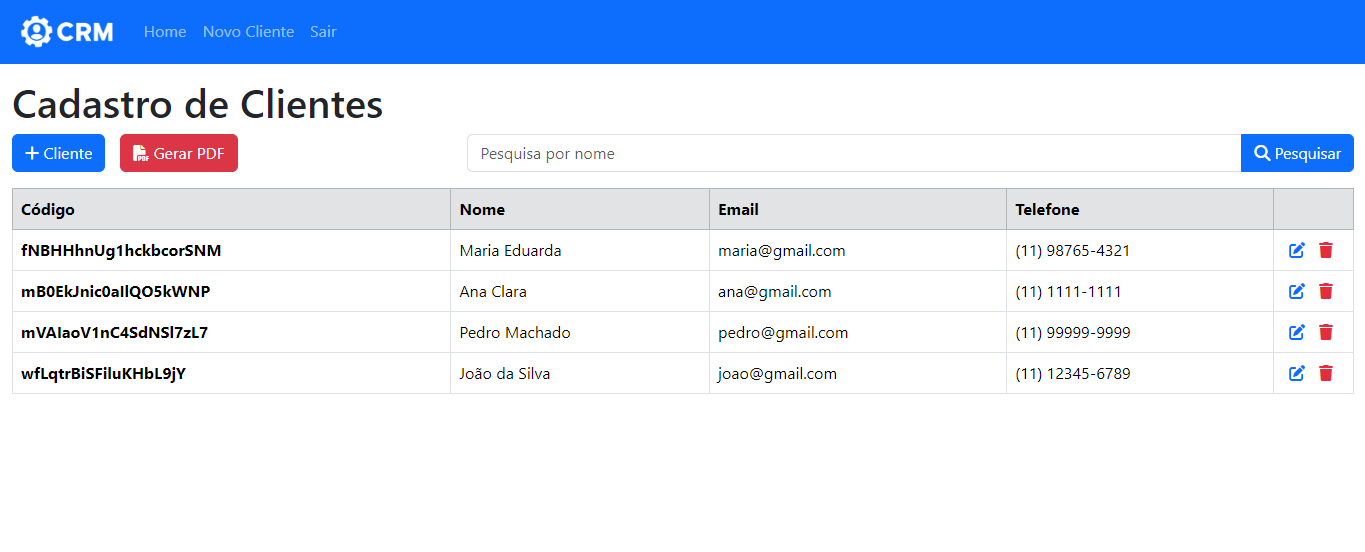 CRM Home Novo Cliente Sair
Cadastro de Clientes
+ Cliente PDF Gerar PDF Pesquisa por nome Pesquisar
Código Nome Email Telefone
fNBHHhnUg1hckbcorSNM Maria Eduarda maria@gmail.com (11) 98765-4321
mB0EkJnic0aIlQO5kWNP Ana Clara ana@gmail.com (11) 1111-1111
mVAIaoV1nC4SdNSl7zL7 Pedro Machado pedro@gmail.com (11) 99999-9999
wfLqtrBiSFiluKHbL9jY João da Silva joao@gmail.com (11) 12345-6789